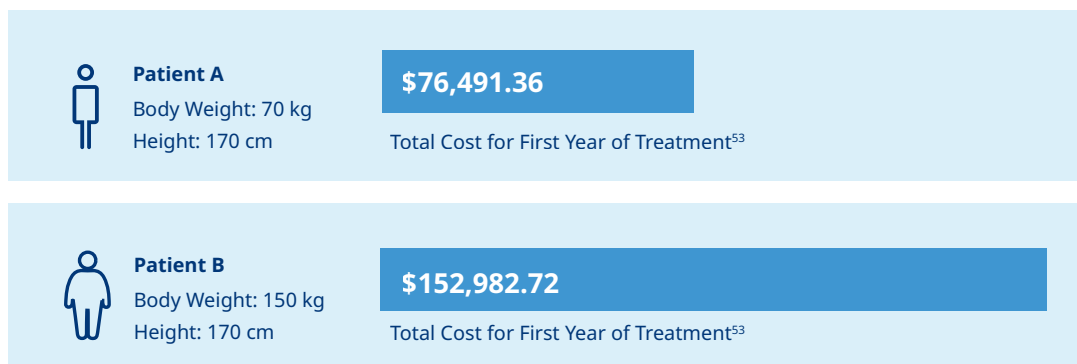 Patient A
Body Weight: 70 kg
Height: 170 cm
$76,491.36
Total Cost for First Year of Treatment⁵³
Patient B
Body Weight: 150 kg
Height: 170 cm
$152,982.72
Total Cost for First Year of Treatment⁵³